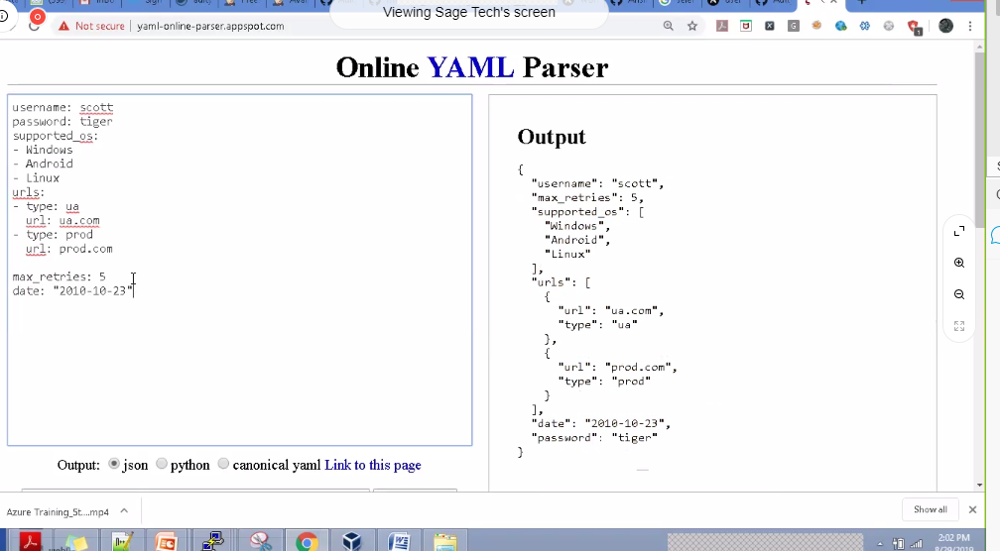 Viewing Sage Tech's screen
Not secure | yaml-online-parser.appspot.com
Online YAML Parser
username: scott
password: tiger
supported_os:
- Windows
- Android
- Linux
urls:
- type: ua
url: ua.com
- type: prod
url: prod.com
max_retries: 5
date: "2010-10-23"
Output
{
"username": "scott",
"max_retries": 5,
"supported_os": [
"Windows",
"Android",
"Linux"
],
"urls": [
{
"url": "ua.com",
"type": "ua"
},
{
"url": "prod.com",
"type": "prod"
}
],
"date": "2010-10-23",
"password": "tiger"
}
Output: json python canonical yaml Link to this page
Azure Training_5t....mp4
Show all
2:02 PM
8/29/2019